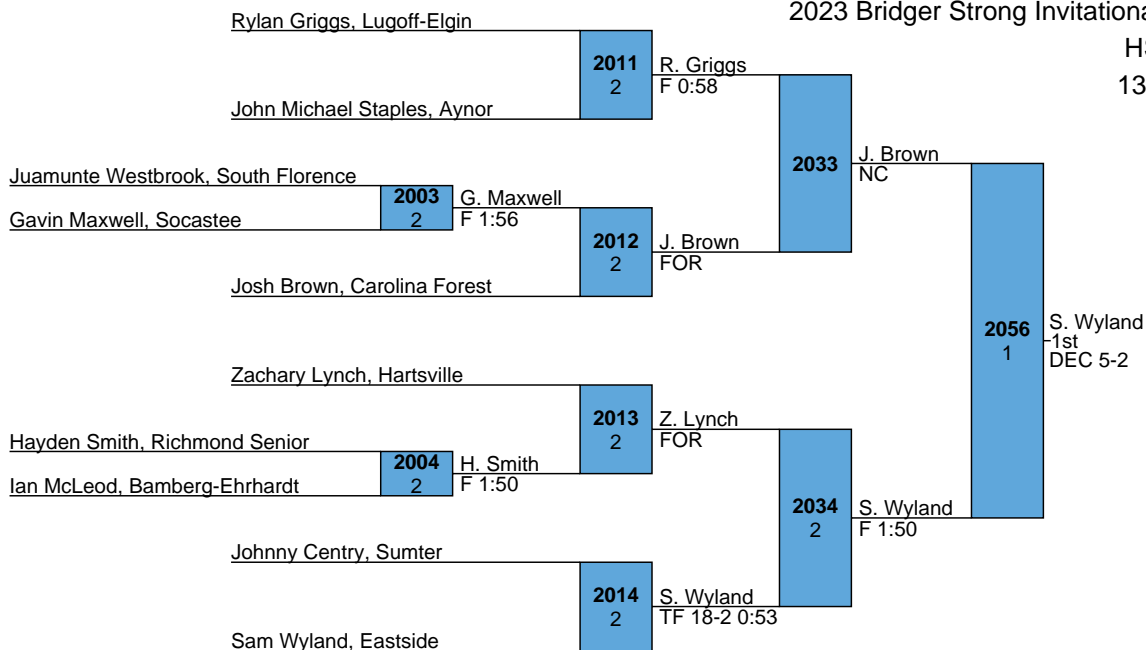 2023 Bridger Strong Invitationa
HS
13
Rylan Griggs, Lugoff-Elgin
2011
2
R. Griggs
F 0:58
John Michael Staples, Aynor
2033
J. Brown
NC
Juamunte Westbrook, South Florence
2003
2
G. Maxwell
F 1:56
Gavin Maxwell, Socastee
2012
2
J. Brown
FOR
Josh Brown, Carolina Forest
2056
1
S. Wyland
1st
DEC 5-2
Zachary Lynch, Hartsville
2013
2
Z. Lynch
FOR
Hayden Smith, Richmond Senior
2004
2
H. Smith
F 1:50
Ian McLeod, Bamberg-Ehrhardt
2034
2
S. Wyland
F 1:50
Johnny Centry, Sumter
2014
2
S. Wyland
TF 18-2 0:53
Sam Wyland, Eastside